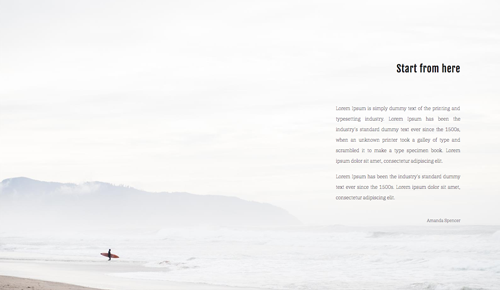 Start from here
Lorem Ipsum is simply dummy text of the printing and
typesetting industry. Lorem Ipsum has been the
industry's standard dummy text ever since the 1500s,
when an unknown printer took a galley of type and
scrambled it to make a type specimen book. Lorem
ipsum dolor sit amet, consectetur adipiscing elit.
Lorem Ipsum has been the industry's standard dummy
text ever since the 1500s. Lorem ipsum dolor sit amet,
consectetur adipiscing elit.
Amanda Spencer